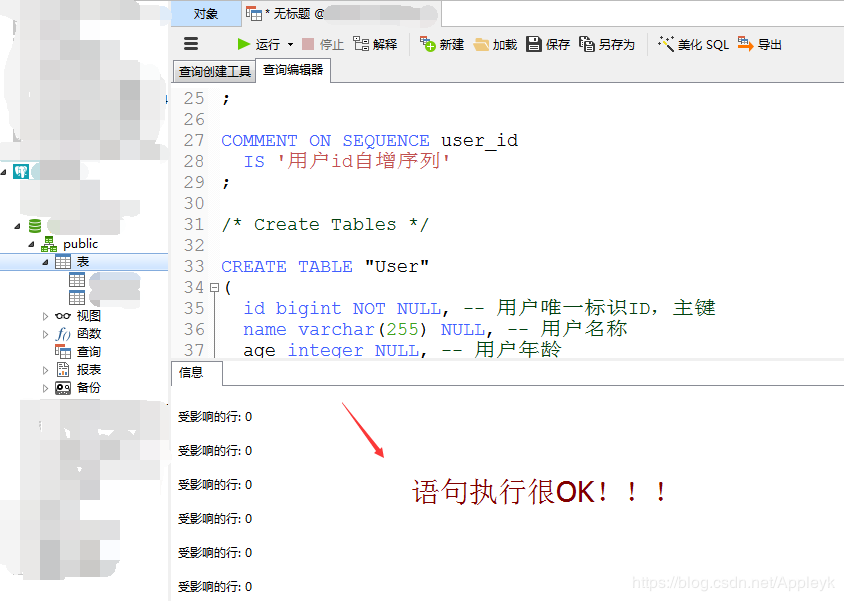 对象
* 无标题 @
运行 停止 解释 新建 加载 保存 另存为 美化 SQL 导出
查询创建工具 查询编辑器
public
表
视图
函数
查询
报表
备份
25 ;
26
27 COMMENT ON SEQUENCE user_id
28 IS '用户id自增序列'
29 ;
30
31 /* Create Tables */
32
33 CREATE TABLE "User"
34 (
35 id bigint NOT NULL, -- 用户唯一标识ID，主键
36 name varchar(255) NULL, -- 用户名称
37 age integer NULL, -- 用户年龄
信息
受影响的行: 0
受影响的行: 0
受影响的行: 0
语句执行很OK！！！
受影响的行: 0
受影响的行: 0
受影响的行: 0
https://blog.csdn.net/Appleyk